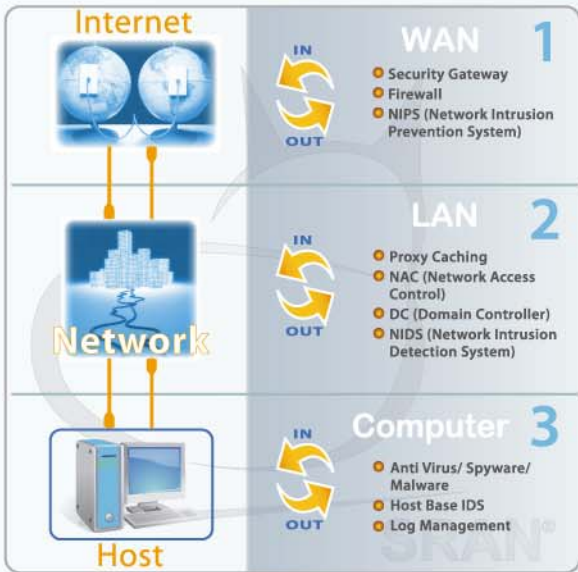 Internet
IN
OUT
WAN
1
Security Gateway
Firewall
NIPS (Network Intrusion
Prevention System)
Network
IN
OUT
LAN
2
Proxy Caching
NAC (Network Access
Control)
DC (Domain Controller)
NIDS (Network Intrusion
Detection System)
Host
IN
OUT
Computer
3
Anti Virus/ Spyware/
Malware
Host Base IDS
Log Management
SRAN®